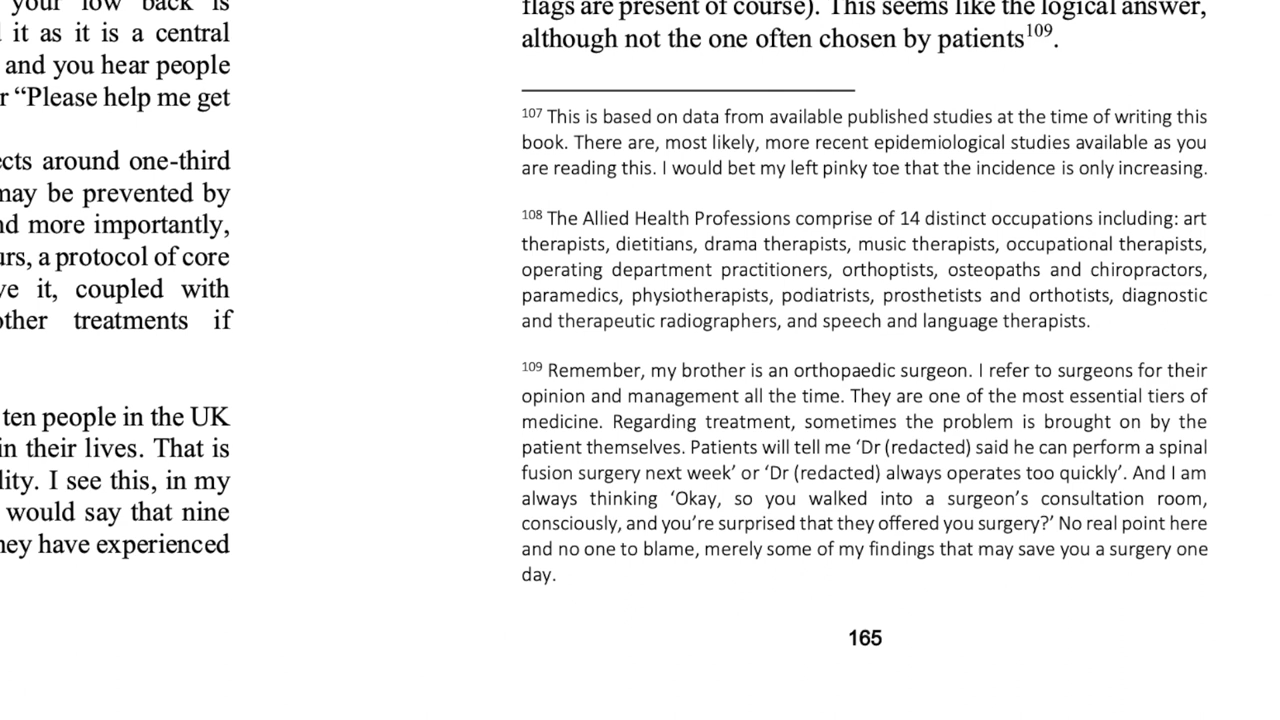 your low back is
it as it is a central
and you hear people
“Please help me get
around one-third
may be prevented by
more importantly,
a protocol of core
it, coupled with
other treatments if
ten people in the UK
in their lives. That is
I see this, in my
would say that nine
they have experienced
flags are present of course). This seems like the logical answer,
although not the one often chosen by patients109.
107 This is based on data from available published studies at the time of writing this
book. There are, most likely, more recent epidemiological studies available as you
are reading this. I would bet my left pinky toe that the incidence is only increasing.
108 The Allied Health Professions comprise of 14 distinct occupations including: art
therapists, dietitians, drama therapists, music therapists, occupational therapists,
operating department practitioners, orthoptists, osteopaths and chiropractors,
paramedics, physiotherapists, podiatrists, prosthetists and orthotists, diagnostic
and therapeutic radiographers, and speech and language therapists.
109 Remember, my brother is an orthopaedic surgeon. I refer to surgeons for their
opinion and management all the time. They are one of the most essential tiers of
medicine. Regarding treatment, sometimes the problem is brought on by the
patient themselves. Patients will tell me ‘Dr (redacted) said he can perform a spinal
fusion surgery next week’ or ‘Dr (redacted) always operates too quickly’. And I am
always thinking ‘Okay, so you walked into a surgeon’s consultation room,
consciously, and you’re surprised that they offered you surgery?’ No real point here
and no one to blame, merely some of my findings that may save you a surgery one
day.
165